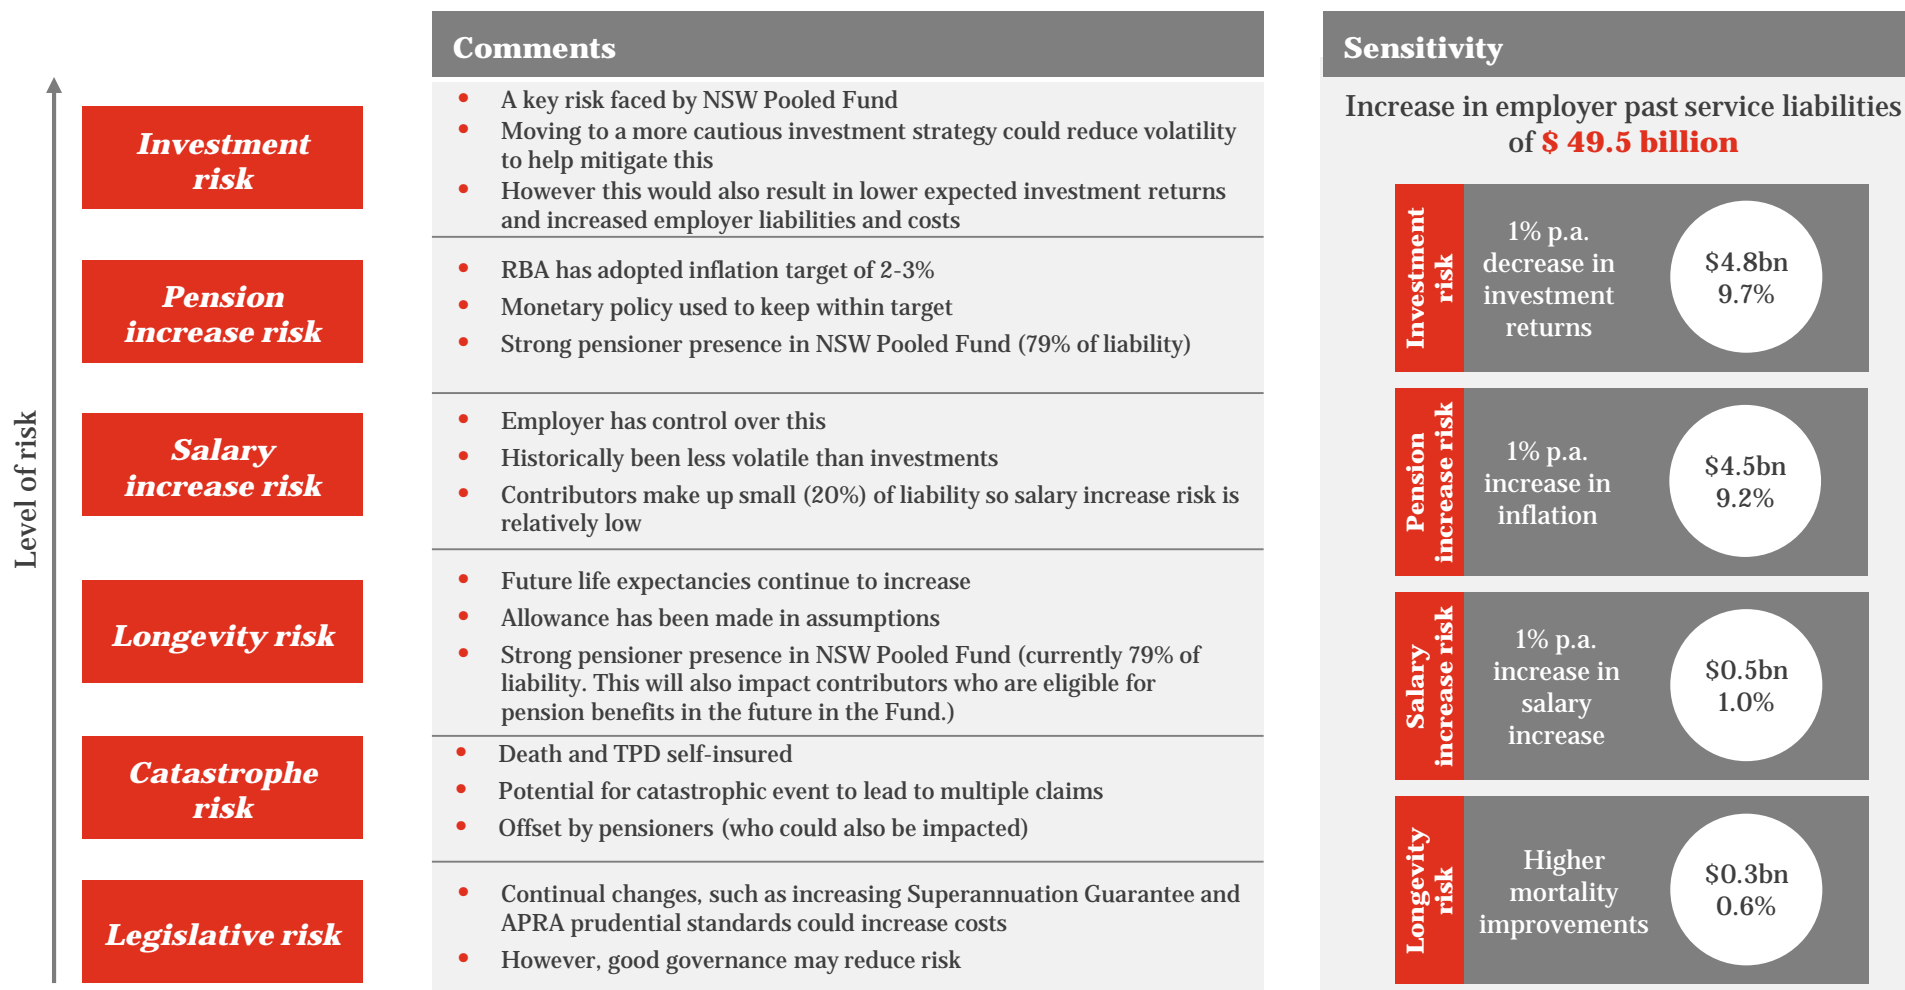 Level of risk
Investment
risk
Pension
increase risk
Salary
increase risk
Longevity risk
Catastrophe
risk
Legislative risk
Comments
• A key risk faced by NSW Pooled Fund
• Moving to a more cautious investment strategy could reduce volatility
to help mitigate this
• However this would also result in lower expected investment returns
and increased employer liabilities and costs
• RBA has adopted inflation target of 2-3%
• Monetary policy used to keep within target
• Strong pensioner presence in NSW Pooled Fund (79% of liability)
• Employer has control over this
• Historically been less volatile than investments
• Contributors make up small (20%) of liability so salary increase risk is
relatively low
• Future life expectancies continue to increase
• Allowance has been made in assumptions
• Strong pensioner presence in NSW Pooled Fund (currently 79% of
liability. This will also impact contributors who are eligible for
pension benefits in the future in the Fund.)
• Death and TPD self-insured
• Potential for catastrophic event to lead to multiple claims
• Offset by pensioners (who could also be impacted)
• Continual changes, such as increasing Superannuation Guarantee and
APRA prudential standards could increase costs
• However, good governance may reduce risk
Sensitivity
Increase in employer past service liabilities
of $ 49.5 billion
Investment
risk
1% p.a.
decrease in
investment
returns
$4.8bn
9.7%
Pension
increase risk
1% p.a.
increase in
inflation
$4.5bn
9.2%
Salary
increase risk
1% p.a.
increase in
salary
increase
$0.5bn
1.0%
Longevity
risk
Higher
mortality
improvements
$0.3bn
0.6%